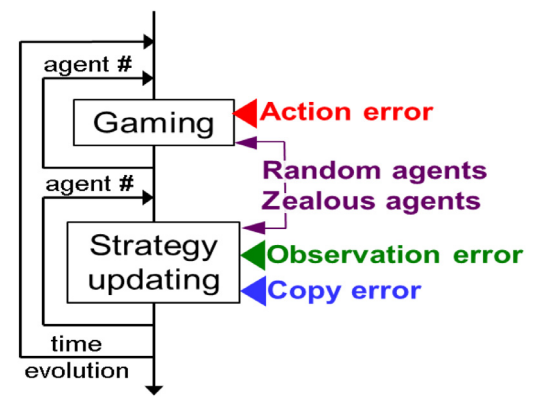 agent #
Gaming
Action error
Random agents
Zealous agents
agent #
Strategy
updating
Observation error
Copy error
time
evolution